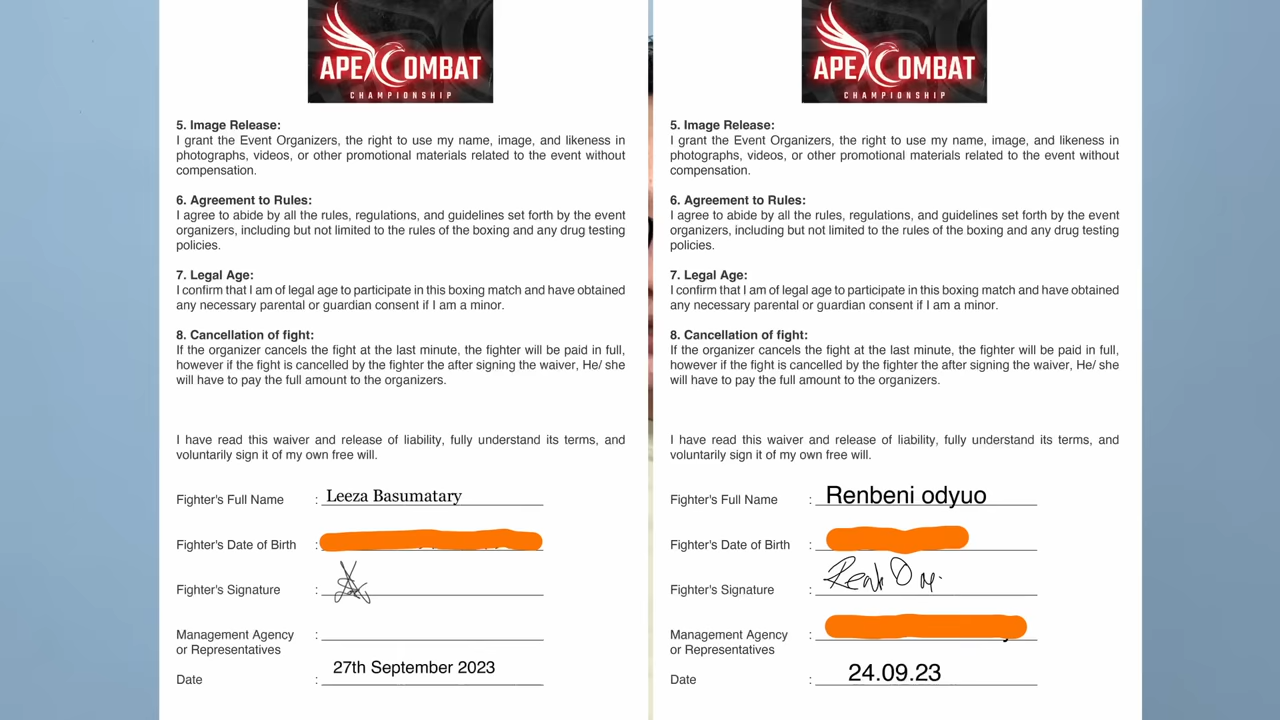 APEX COMBAT
CHAMPIONSHIP
5. Image Release:
I grant the Event Organizers, the right to use my name, image, and likeness in
photographs, videos, or other promotional materials related to the event without
compensation.
6. Agreement to Rules:
I agree to abide by all the rules, regulations, and guidelines set forth by the event
organizers, including but not limited to the rules of the boxing and any drug testing
policies.
7. Legal Age:
I confirm that I am of legal age to participate in this boxing match and have obtained
any necessary parental or guardian consent if I am a minor.
8. Cancellation of fight:
If the organizer cancels the fight at the last minute, the fighter will be paid in full,
however if the fight is cancelled by the fighter the after signing the waiver, He/ she
will have to pay the full amount to the organizers.
I have read this waiver and release of liability, fully understand its terms, and
voluntarily sign it of my own free will.
Fighter's Full Name : Leeza Basumatary
Fighter's Date of Birth :
Fighter's Signature :
Management Agency :
or Representatives
Date : 27th September 2023
APEX COMBAT
CHAMPIONSHIP
5. Image Release:
I grant the Event Organizers, the right to use my name, image, and likeness in
photographs, videos, or other promotional materials related to the event without
compensation.
6. Agreement to Rules:
I agree to abide by all the rules, regulations, and guidelines set forth by the event
organizers, including but not limited to the rules of the boxing and any drug testing
policies.
7. Legal Age:
I confirm that I am of legal age to participate in this boxing match and have obtained
any necessary parental or guardian consent if I am a minor.
8. Cancellation of fight:
If the organizer cancels the fight at the last minute, the fighter will be paid in full,
however if the fight is cancelled by the fighter the after signing the waiver, He/ she
will have to pay the full amount to the organizers.
I have read this waiver and release of liability, fully understand its terms, and
voluntarily sign it of my own free will.
Fighter's Full Name : Renbeni odyuo
Fighter's Date of Birth :
Fighter's Signature :
Management Agency :
or Representatives
Date : 24.09.23